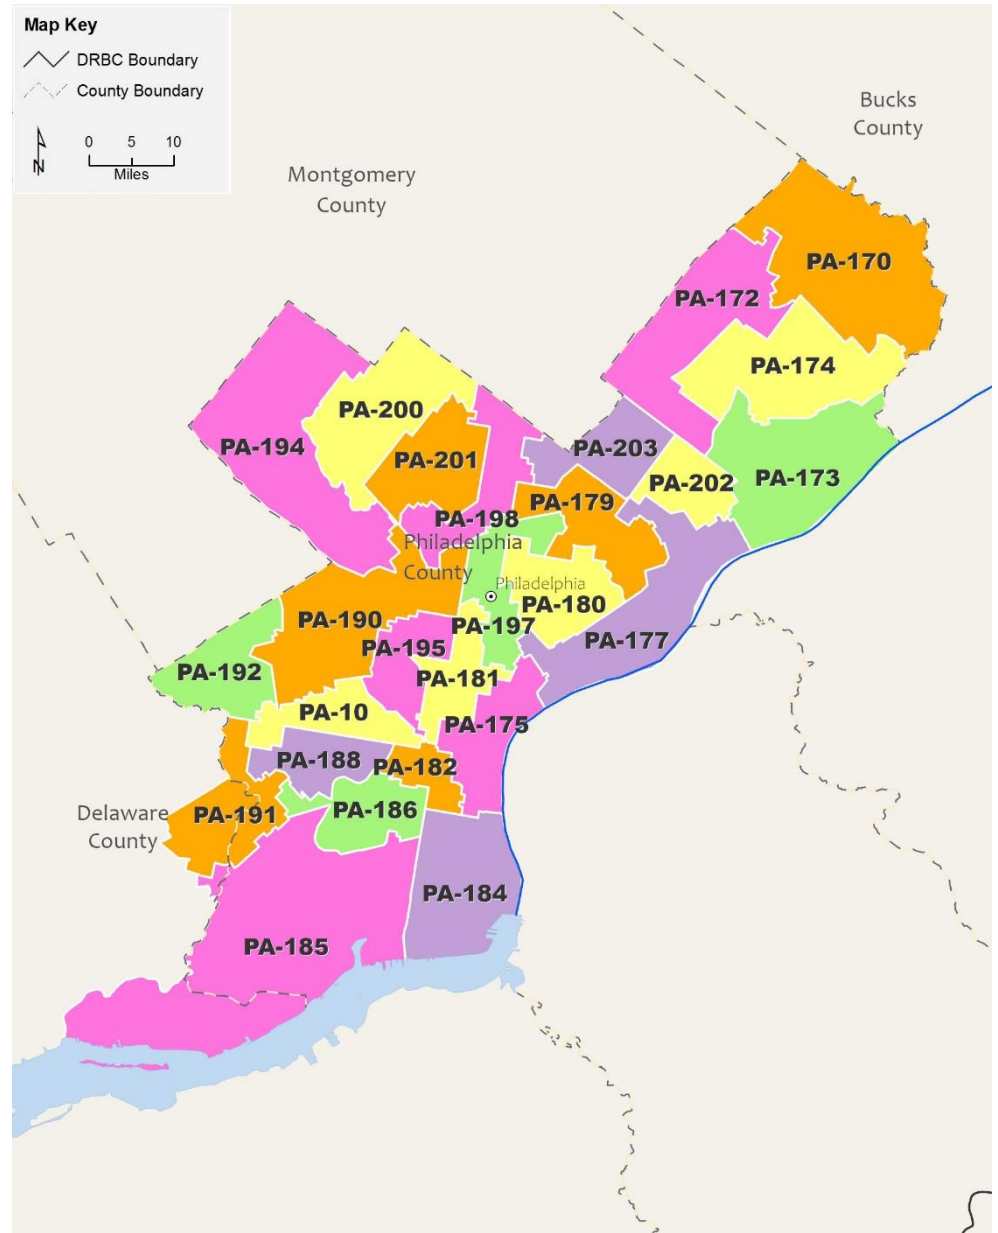 Map Key
DRBC Boundary
County Boundary
N
0 5 10
Miles
Bucks
County
Montgomery
County
PA-170
PA-172
PA-174
PA-200
PA-194
PA-201
PA-203
PA-202
PA-173
PA-179
PA-198
Philadelphia
County
Philadelphia
PA-180
PA-190
PA-197
PA-195
PA-177
PA-192
PA-181
PA-10
PA-175
PA-188
PA-182
Delaware
County
PA-191
PA-186
PA-184
PA-185